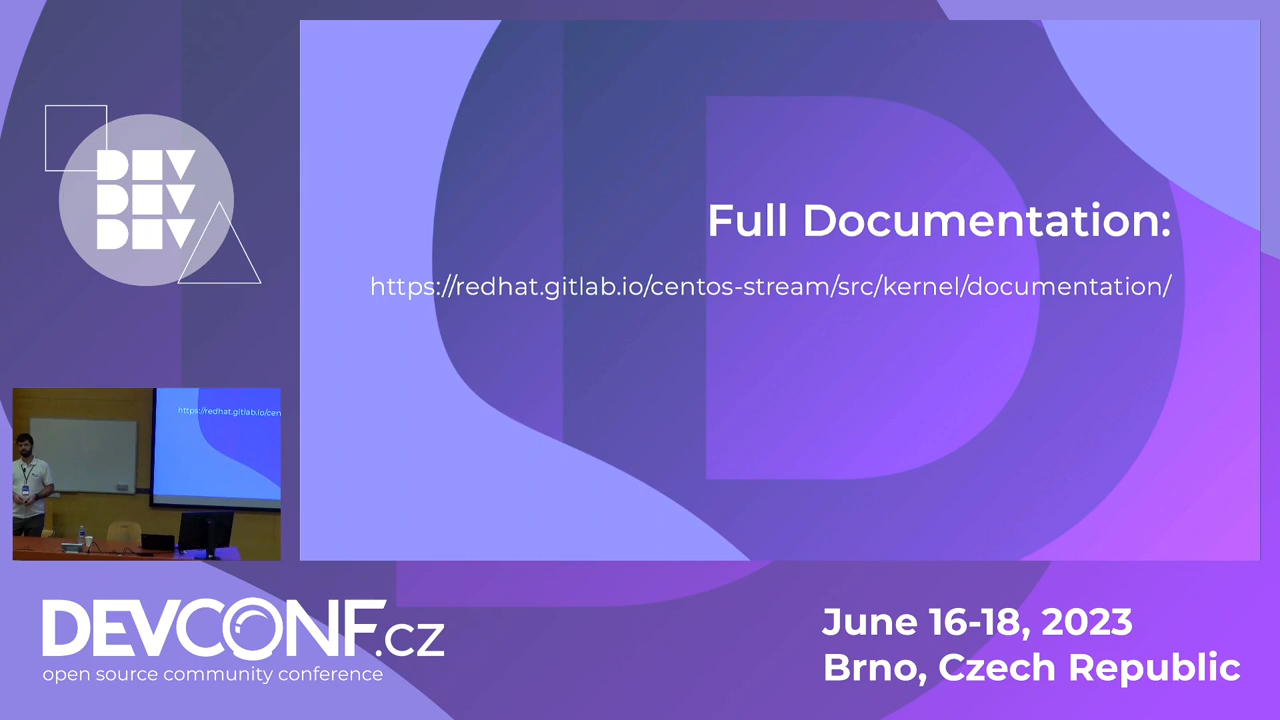 DEV
DEV
DEV
Full Documentation:
https://redhat.gitlab.io/centos-stream/src/kernel/documentation/
https://redhat.gitlab.io/cen
DEVCONF.cz
open source community conference
June 16-18, 2023
Brno, Czech Republic